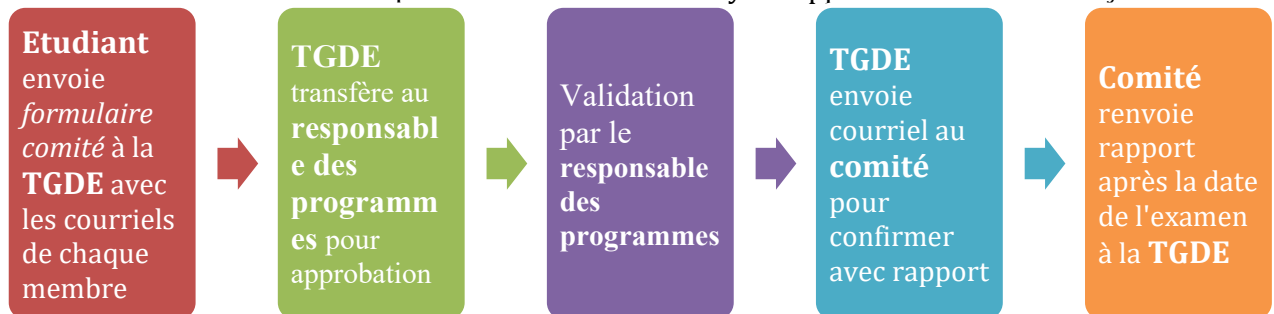 Etudiant
envoie
formulaire
comité à la
TGDE avec
les courriels
de chaque
membre
TGDE
transfère au
responsabl
e des
programm
es pour
approbation
Validation
par le
responsable
des
programmes
TGDE
envoie
courriel au
comité
pour
confirmer
avec rapport
Comité
renvoie
rapport
après la date
de l'examen
à la TGDE